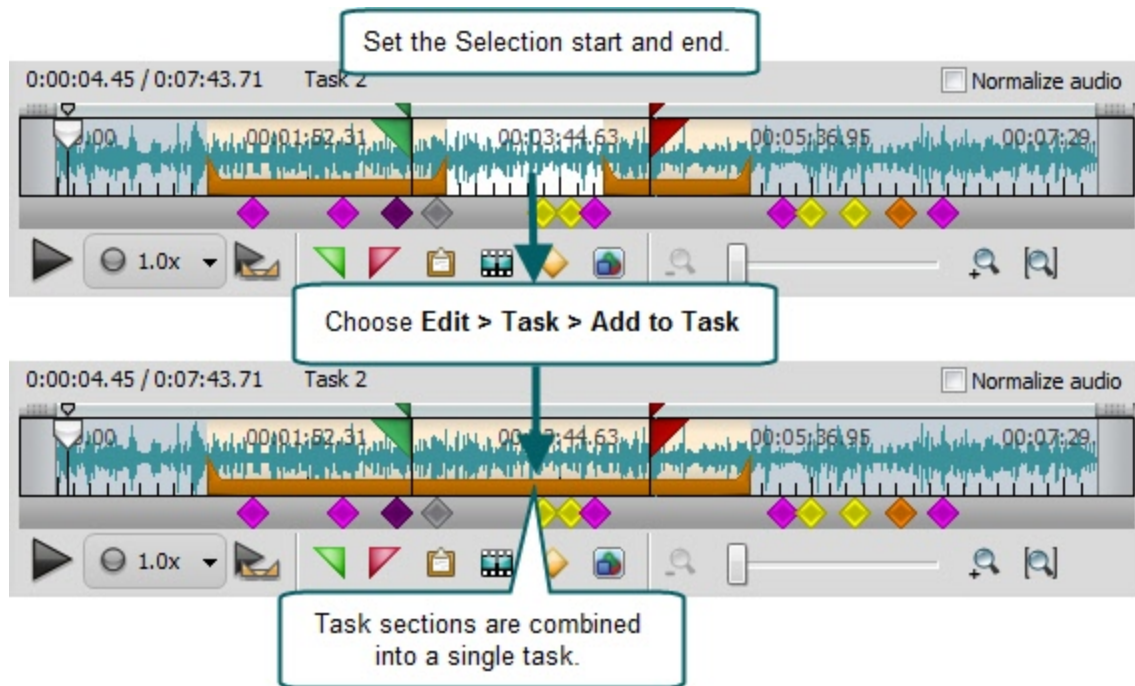 Set the Selection start and end.
0:00:04.45 / 0:07:43.71 Task 2 Normalize audio
00:01:52.31 00:03:44.63 00:05:36.95 00:07:29.
1.0x
Choose Edit > Task > Add to Task
0:00:04.45 / 0:07:43.71 Task 2 Normalize audio
00:01:52.31 00:05:36.95 00:07:29.
1.0x
Task sections are combined
into a single task.